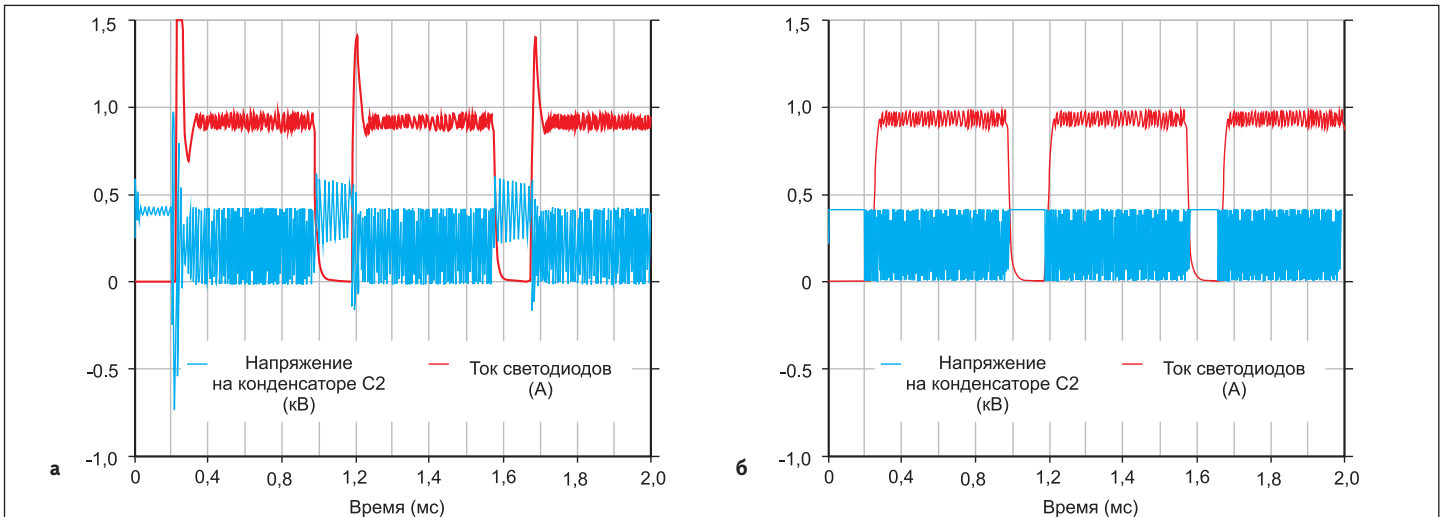 1,5
1,0
0,5
0
-0,5
-1,0
Напряжение
на конденсаторе С2
(кВ)
Ток светодиодов
(А)
0 0,4 0,8 1,2 1,4 1,6 1,8 2,0
Время (мс)
а
1,5
1,0
0,5
0
-0,5
-1,0
Напряжение
на конденсаторе С2
(кВ)
Ток светодиодов
(А)
0 0,4 0,8 1,2 1,4 1,6 1,8 2,0
Время (мс)
б